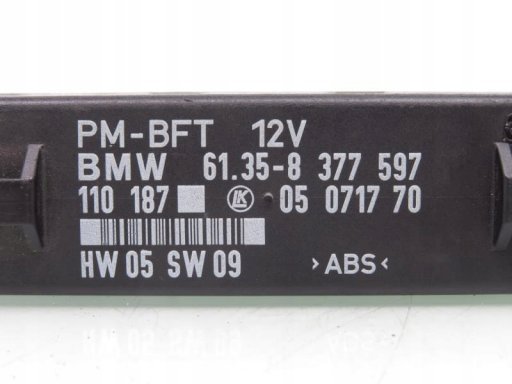 PM-BFT 12V
BMW 61.35-8 377 597
110 187 LK 05 0717 70
HW 05 SW 09 >ABS<